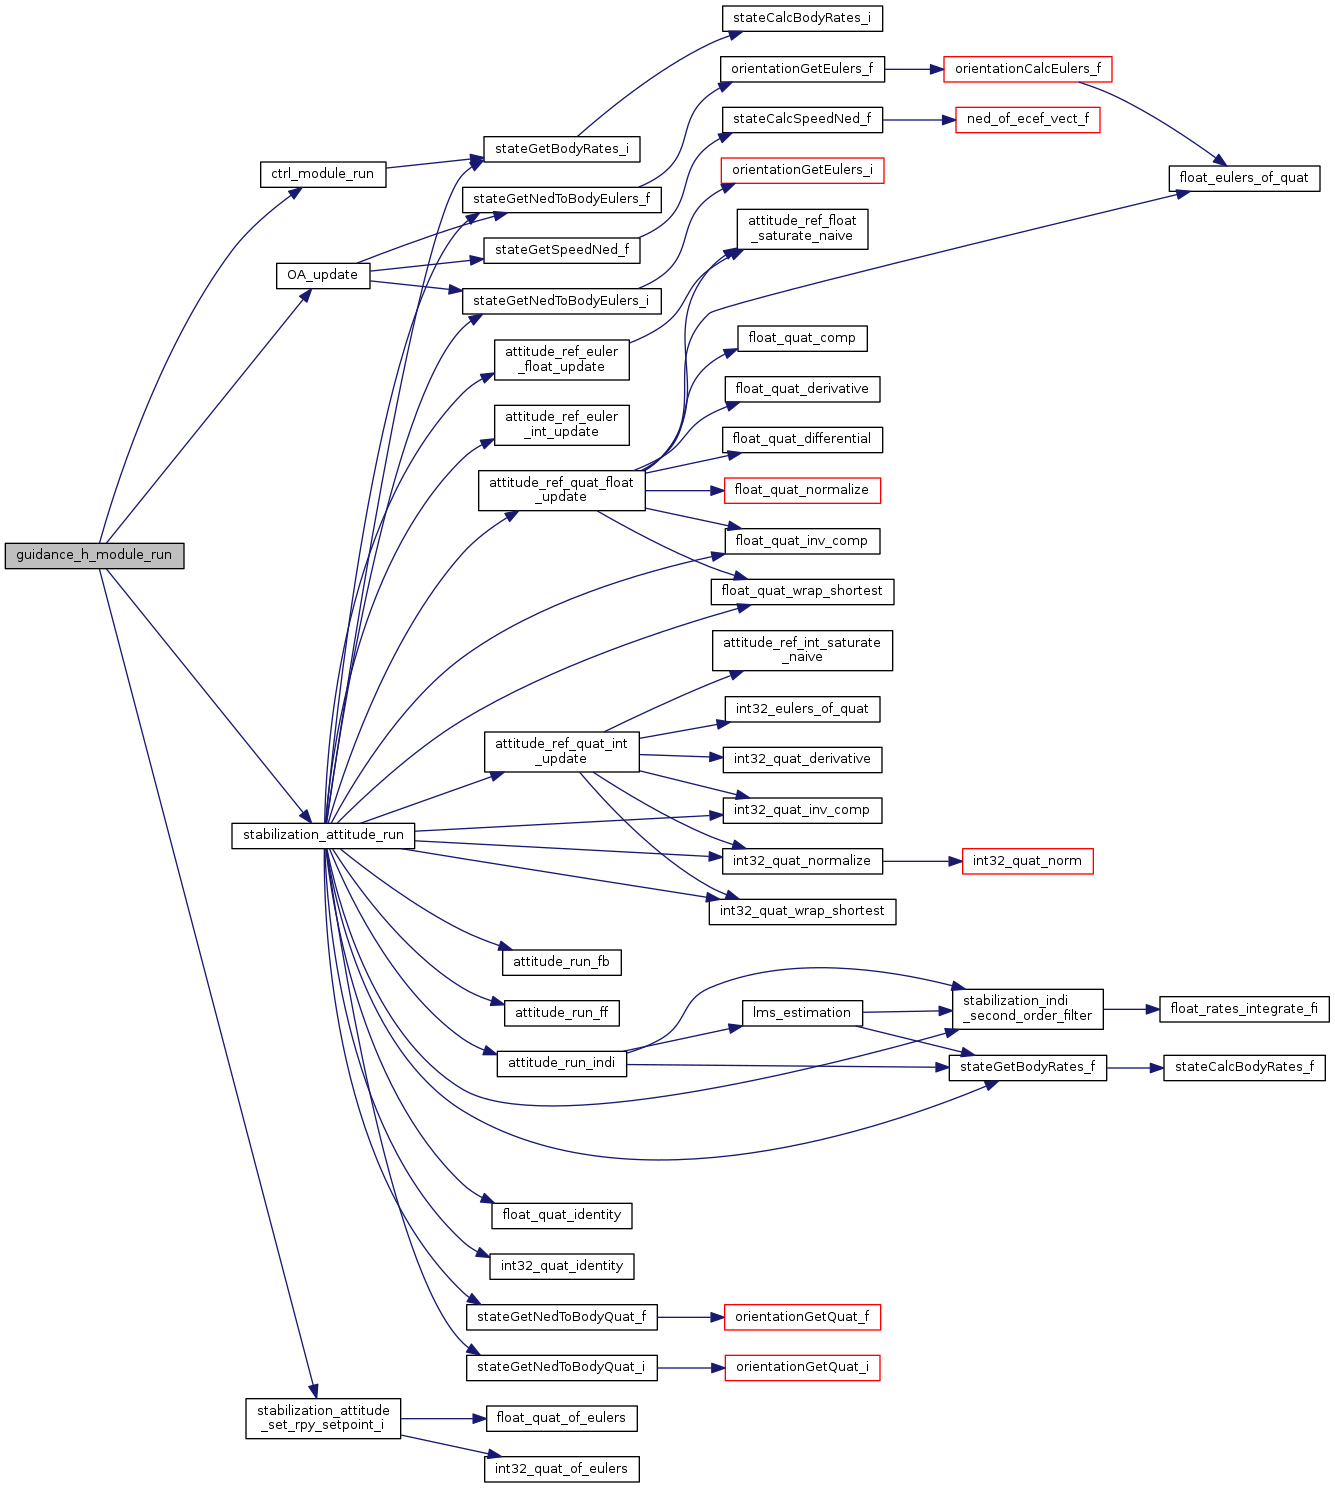 stateCalcBodyRates_i
orientationGetEulers_f
orientationCalcEulers_f
stateCalcSpeedNed_f
ned_of_ecef_vect_f
stateGetBodyRates_i
ctrl_module_run
orientationGetEulers_i
float_eulers_of_quat
stateGetNedToBodyEulers_f
attitude_ref_float
_saturate_naive
stateGetSpeedNed_f
OA_update
stateGetNedToBodyEulers_i
float_quat_comp
attitude_ref_euler
_float_update
float_quat_derivative
attitude_ref_euler
_int_update
float_quat_differential
attitude_ref_quat_float
_update
float_quat_normalize
float_quat_inv_comp
guidance_h_module_run
float_quat_wrap_shortest
attitude_ref_int_saturate
_naive
int32_eulers_of_quat
attitude_ref_quat_int
_update
int32_quat_derivative
int32_quat_inv_comp
stabilization_attitude_run
int32_quat_normalize
int32_quat_norm
int32_quat_wrap_shortest
attitude_run_fb
attitude_run_ff
lms_estimation
stabilization_indi
_second_order_filter
float_rates_integrate_fi
attitude_run_indi
stateGetBodyRates_f
stateCalcBodyRates_f
float_quat_identity
int32_quat_identity
stateGetNedToBodyQuat_f
orientationGetQuat_f
stateGetNedToBodyQuat_i
orientationGetQuat_i
stabilization_attitude
_set_rpy_setpoint_i
float_quat_of_eulers
int32_quat_of_eulers